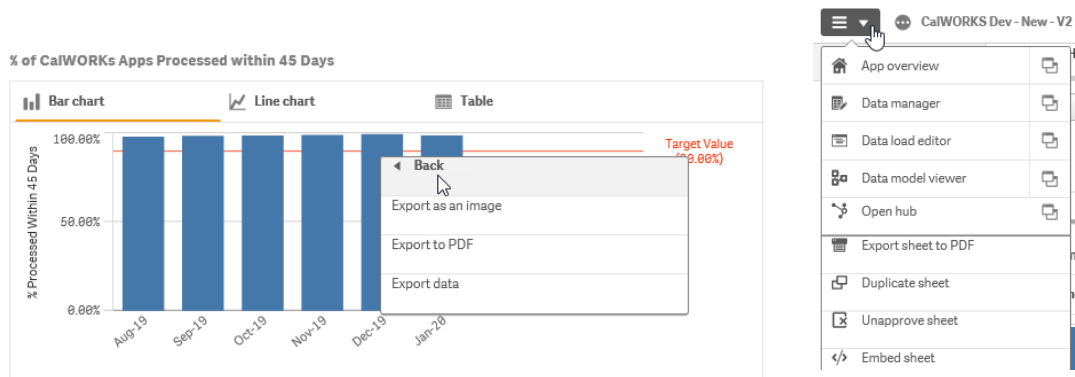 % of CalWORKs Apps Processed within 45 Days
Bar chart
Line chart
Table
% Processed Within 45 Days
100.00%
50.00%
0.00%
Aug-19
Sep-19
Oct-19
Nov-19
Dec-19
Jan-20
Target Value
Back
Export as an image
Export to PDF
Export data
CalWORKS Dev - New - V2
App overview
Data manager
Data load editor
Data model viewer
Open hub
Export sheet to PDF
Duplicate sheet
Unapprove sheet
Embed sheet